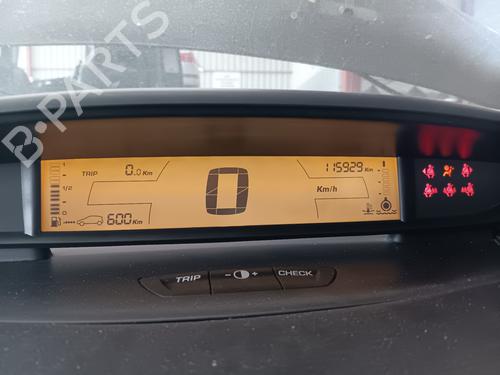 B-PARTS
1
1/2
0
TRIP 0.0 Km
115929 Km
0
Km/h
600 Km
TRIP
- +
CHECK